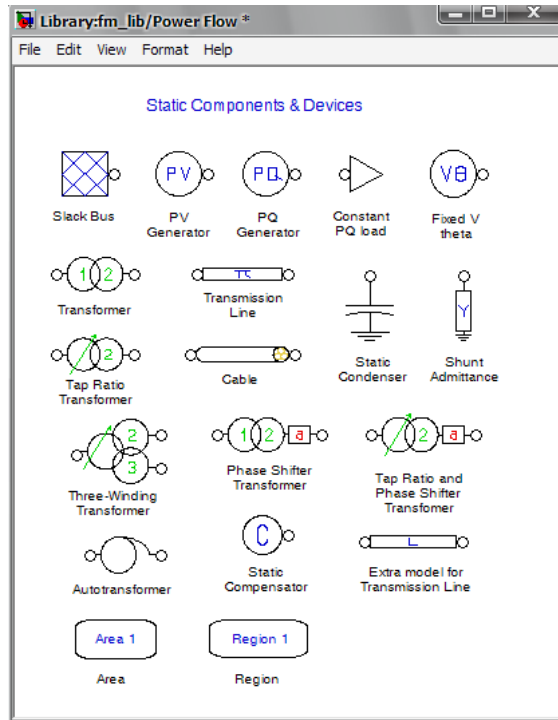 Library:fm_lib/Power Flow *
File Edit View Format Help
Static Components & Devices
PV
PQ
Vθ
Slack Bus
PV
Generator
PQ
Generator
Constant
PQ load
Fixed V
theta
1 2
π
Transformer
Transmission
Line
2
Y
Tap Ratio
Transformer
Cable
Static
Condenser
Shunt
Admittance
2
3
1 2 a
2 a
Three-Winding
Transformer
Phase Shifter
Transformer
Tap Ratio and
Phase Shifter
Transfomer
C
L
Autotransformer
Static
Compensator
Extra model for
Transmission Line
Area 1
Region 1
Area
Region